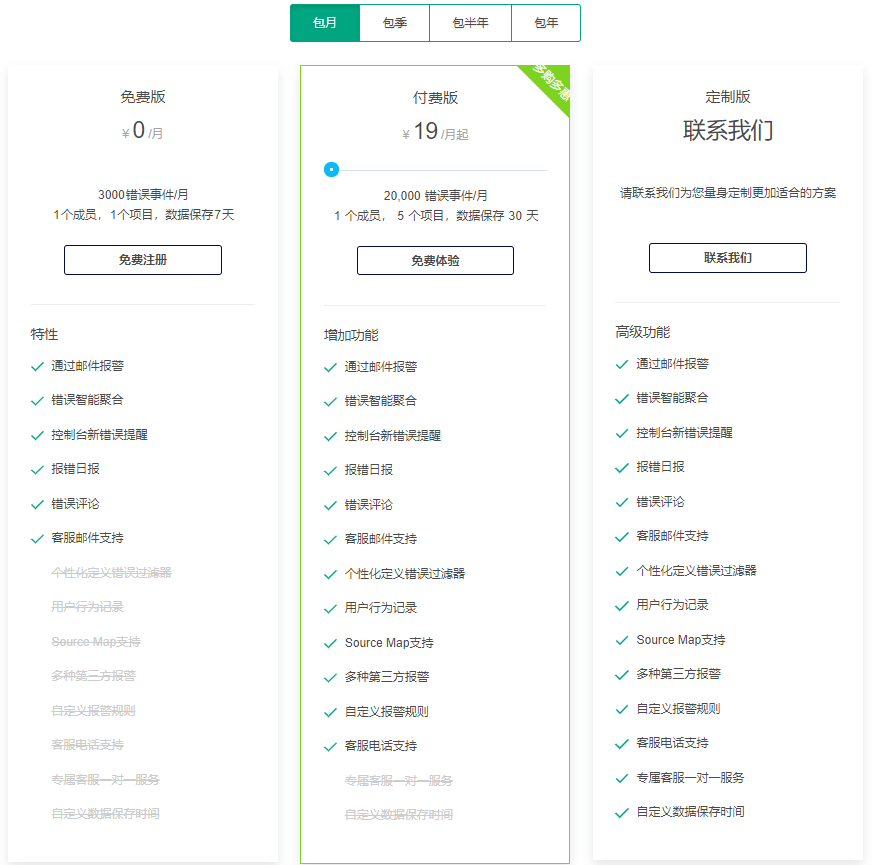 包月 包季 包半年 包年
免费版
¥ 0 /月
3000错误事件/月
1个成员，1个项目，数据保存7天
免费注册
特性
通过邮件报警
错误智能聚合
控制台新错误提醒
报错日报
错误评论
客服邮件支持
个性化定义错误过滤器
用户行为记录
Source Map支持
多种第三方报警
自定义报警规则
客服电话支持
专属客服一对一服务
自定义数据保存时间
多购多惠
付费版
¥ 19 /月起
20,000 错误事件/月
1 个成员， 5 个项目，数据保存 30 天
免费体验
增加功能
通过邮件报警
错误智能聚合
控制台新错误提醒
报错日报
错误评论
客服邮件支持
个性化定义错误过滤器
用户行为记录
Source Map支持
多种第三方报警
自定义报警规则
客服电话支持
专属客服一对一服务
自定义数据保存时间
定制版
联系我们
请联系我们为您量身定制更加适合的方案
联系我们
高级功能
通过邮件报警
错误智能聚合
控制台新错误提醒
报错日报
错误评论
客服邮件支持
个性化定义错误过滤器
用户行为记录
Source Map支持
多种第三方报警
自定义报警规则
客服电话支持
专属客服一对一服务
自定义数据保存时间